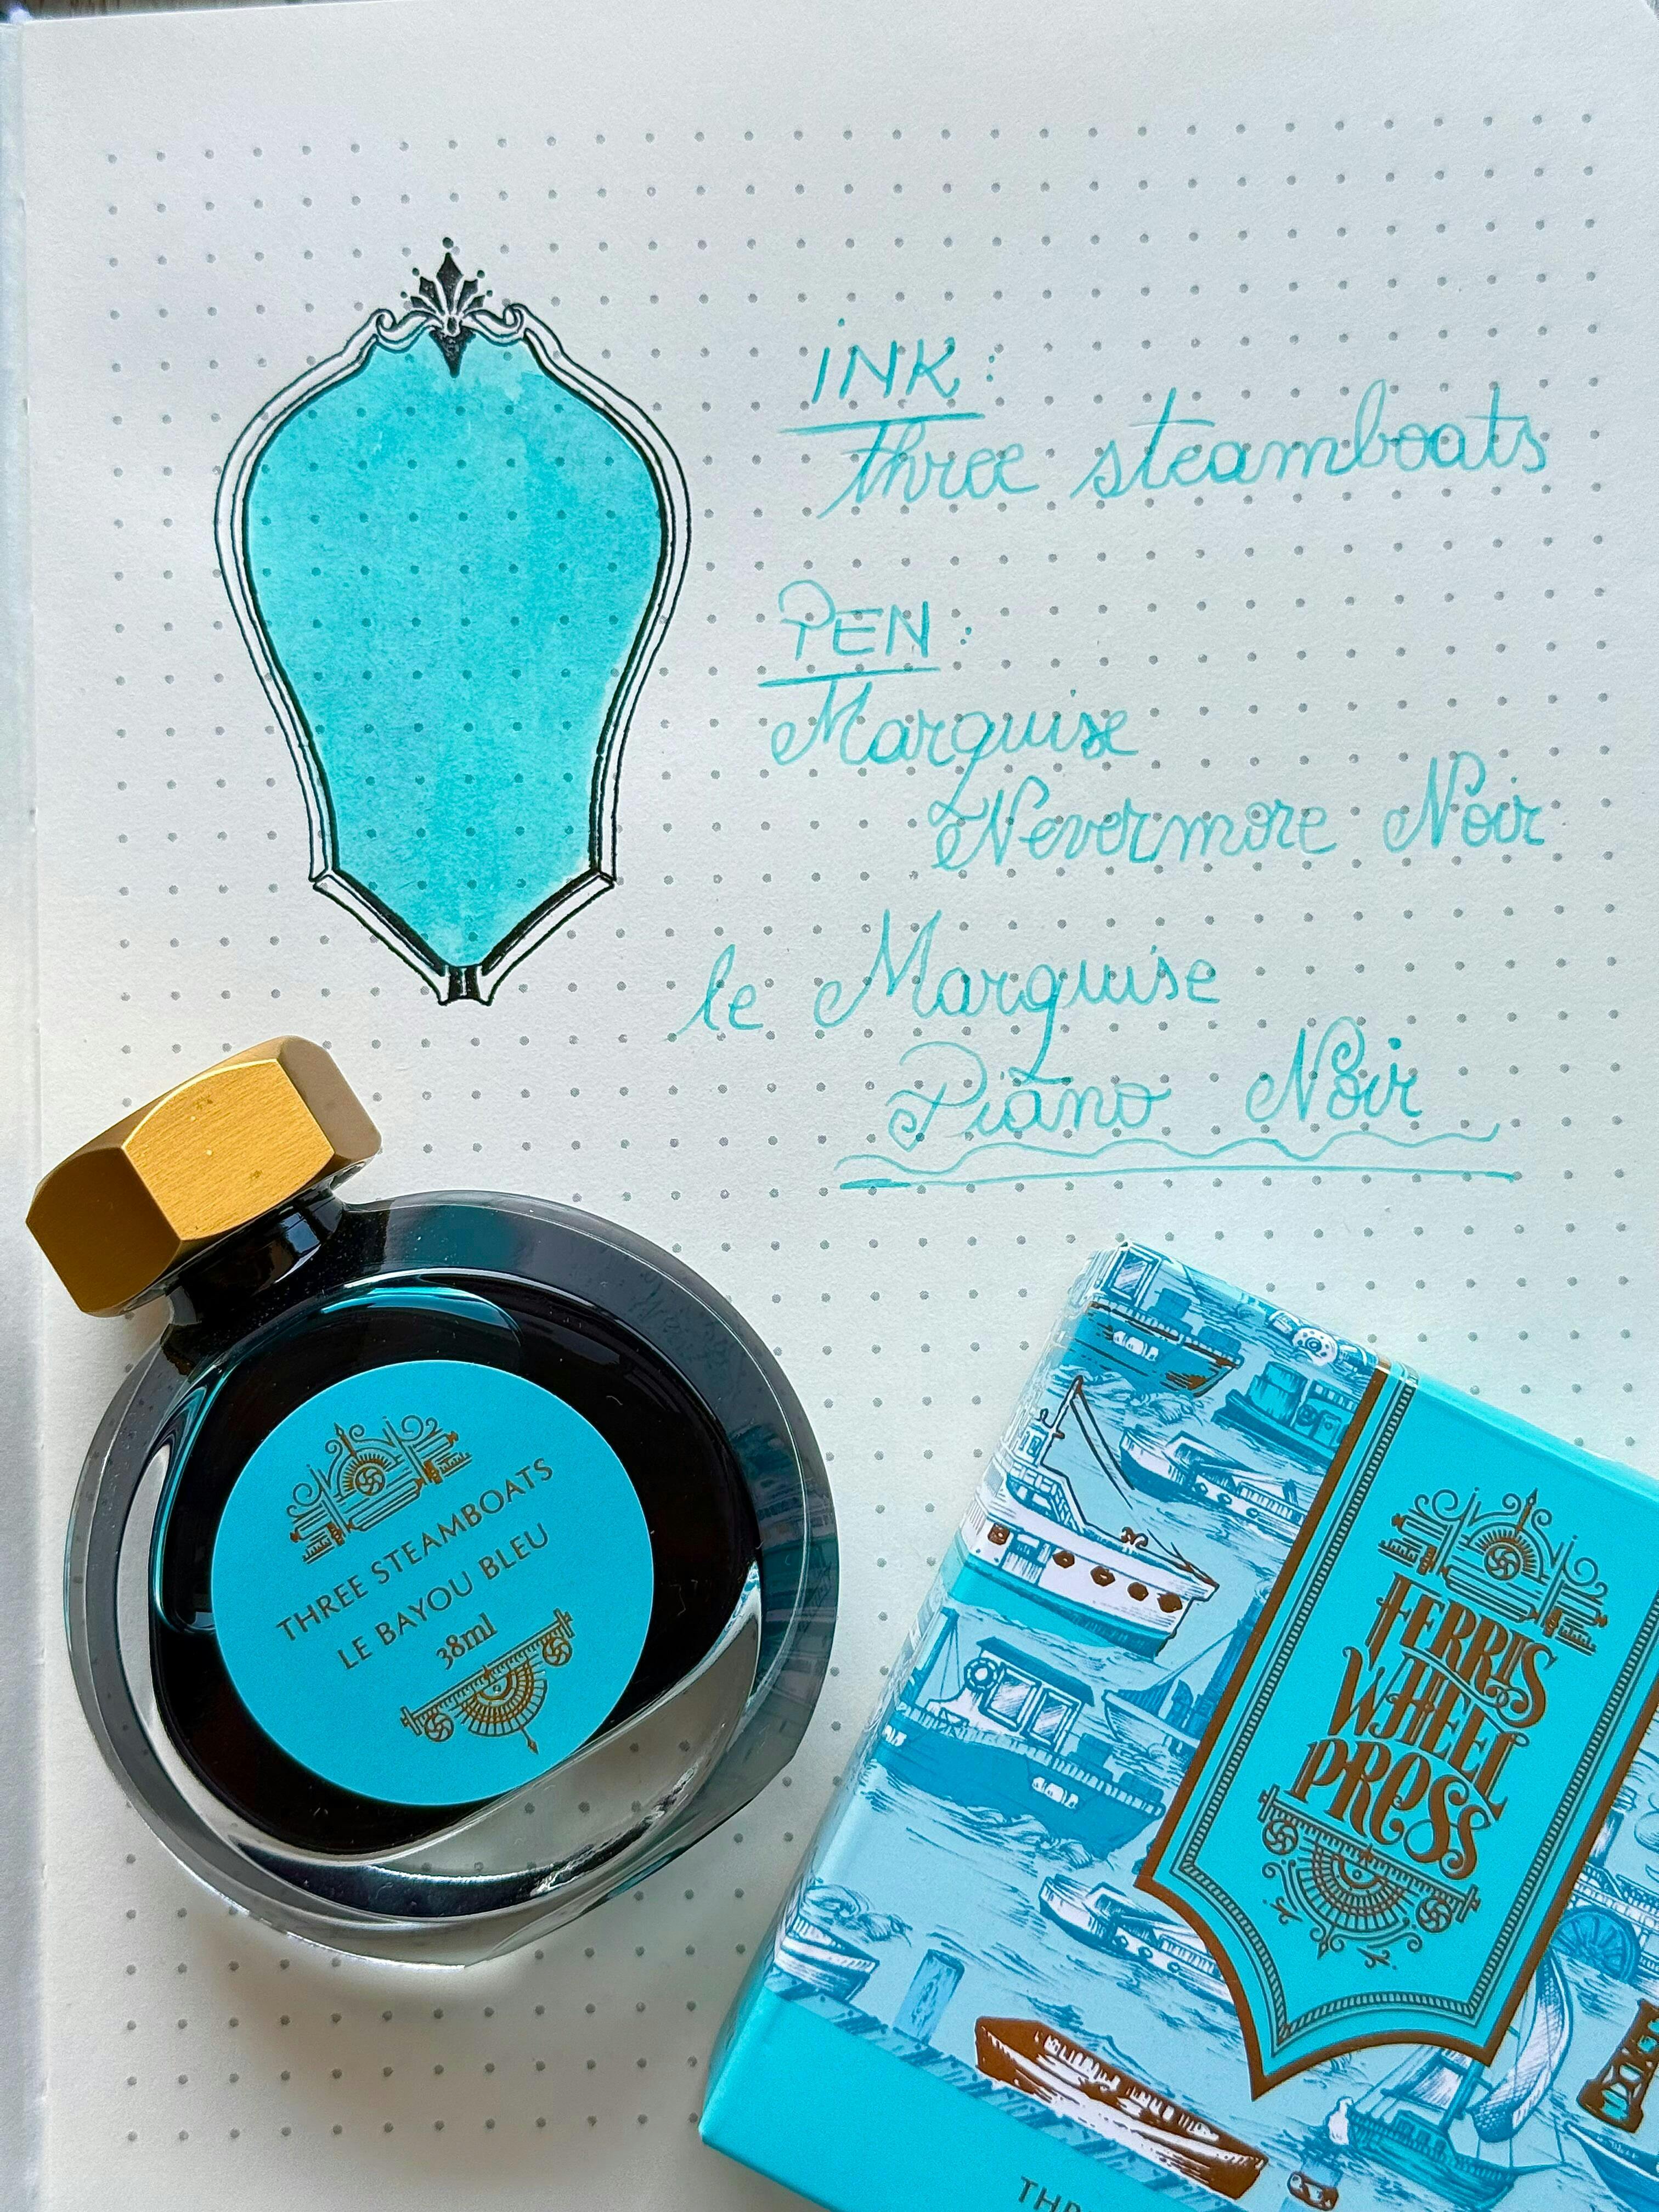 INK:
three steamboats
PEN:
Marquise
Nevermore Noir
le Marquise
Piano Noir
THREE STEAMBOATS
LE BAYOU BLEU
38ml
FERRIS
WHEEL
PRESS